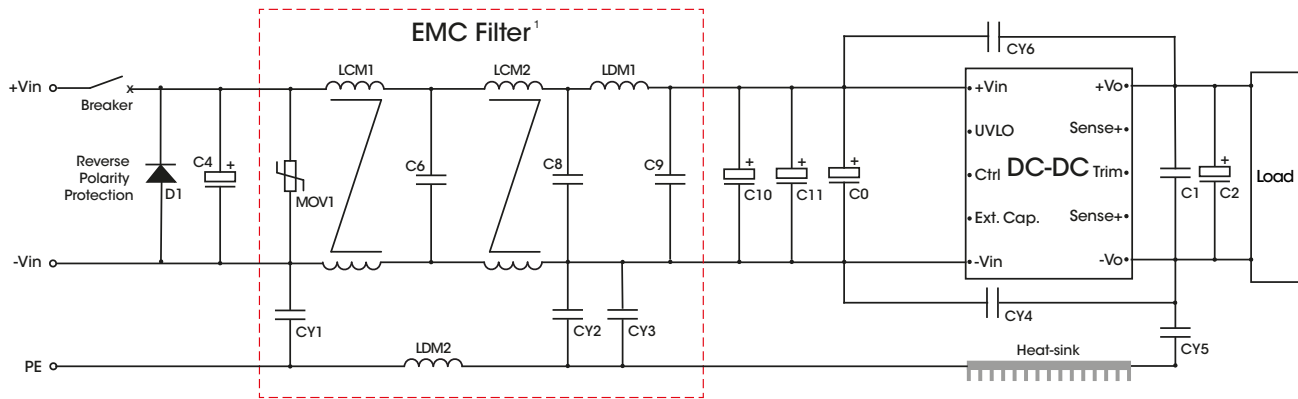 EMC Filter¹
CY6
LCM1
LCM2
LDM1
+Vin
Breaker
+Vin
+Vo
UVLO
Sense+
Reverse
Polarity
Protection
D1
C4
+
MOV1
C6
C8
C9
+
C10
+
C11
+
C0
Ctrl
DC-DC
Trim
C1
+
C2
Load
Ext. Cap.
Sense+
-Vin
-Vin
-Vo
CY1
CY2
CY3
CY4
CY5
LDM2
Heat-sink
PE